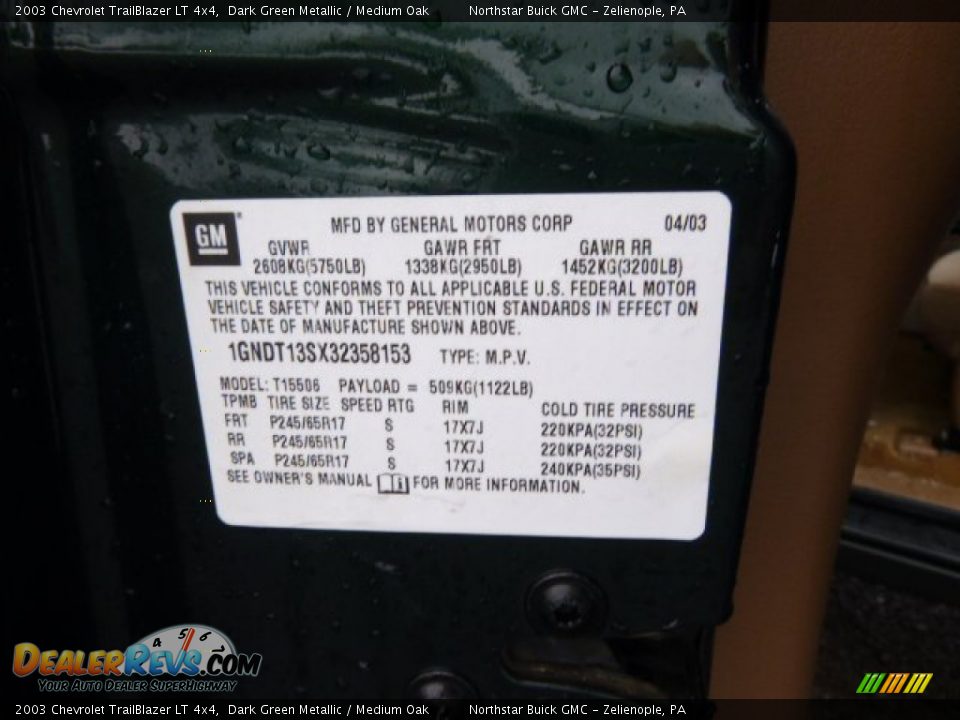 2003 Chevrolet TrailBlazer LT 4x4, Dark Green Metallic / Medium Oak Northstar Buick GMC - Zelienople, PA
GM MFD BY GENERAL MOTORS CORP 04/03
GVWR GAWR FRT GAWR RR
2608KG(5750LB) 1338KG(2950LB) 1452KG(3200LB)
THIS VEHICLE CONFORMS TO ALL APPLICABLE U.S. FEDERAL MOTOR
VEHICLE SAFETY AND THEFT PREVENTION STANDARDS IN EFFECT ON
THE DATE OF MANUFACTURE SHOWN ABOVE.
1GNDT13SX32358153 TYPE: M.P.V.
MODEL: T15506 PAYLOAD = 509KG(1122LB)
TPMB TIRE SIZE SPEED RTG RIM COLD TIRE PRESSURE
FRT P245/65R17 S 17X7J 220KPA(32PSI)
RR P245/65R17 S 17X7J 220KPA(32PSI)
SPA P245/65R17 S 17X7J 240KPA(35PSI)
SEE OWNER'S MANUAL FOR MORE INFORMATION.
4 5 6
DEALERREVS.COM
YOUR AUTO DEALER SUPERHIGHWAY
2003 Chevrolet TrailBlazer LT 4x4, Dark Green Metallic / Medium Oak Northstar Buick GMC - Zelienople, PA